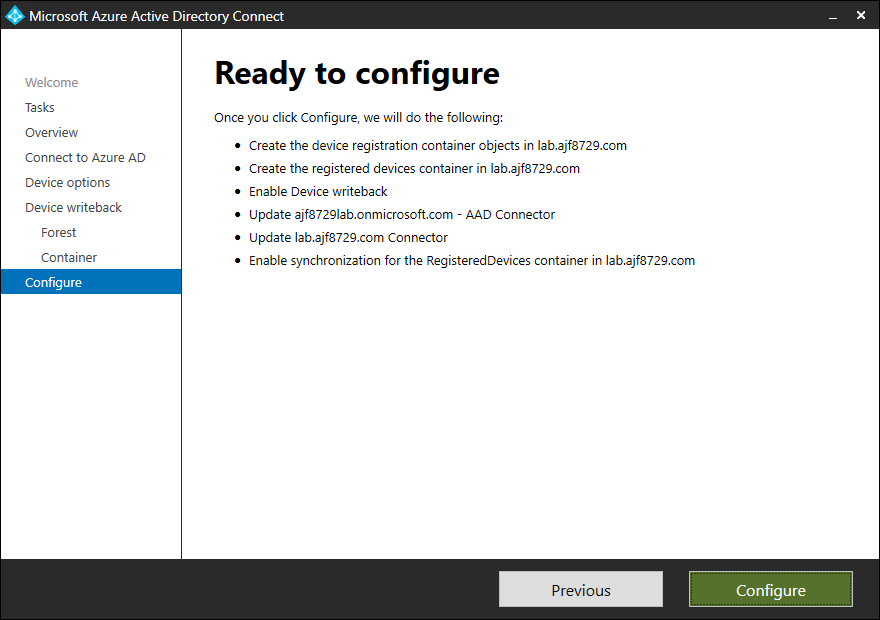 Microsoft Azure Active Directory Connect
Welcome
Tasks
Overview
Connect to Azure AD
Device options
Device writeback
Forest
Container
Configure
Ready to configure
Once you click Configure, we will do the following:
Create the device registration container objects in lab.ajf8729.com
Create the registered devices container in lab.ajf8729.com
Enable Device writeback
Update ajf8729lab.onmicrosoft.com - AAD Connector
Update lab.ajf8729.com Connector
Enable synchronization for the RegisteredDevices container in lab.ajf8729.com
Previous
Configure